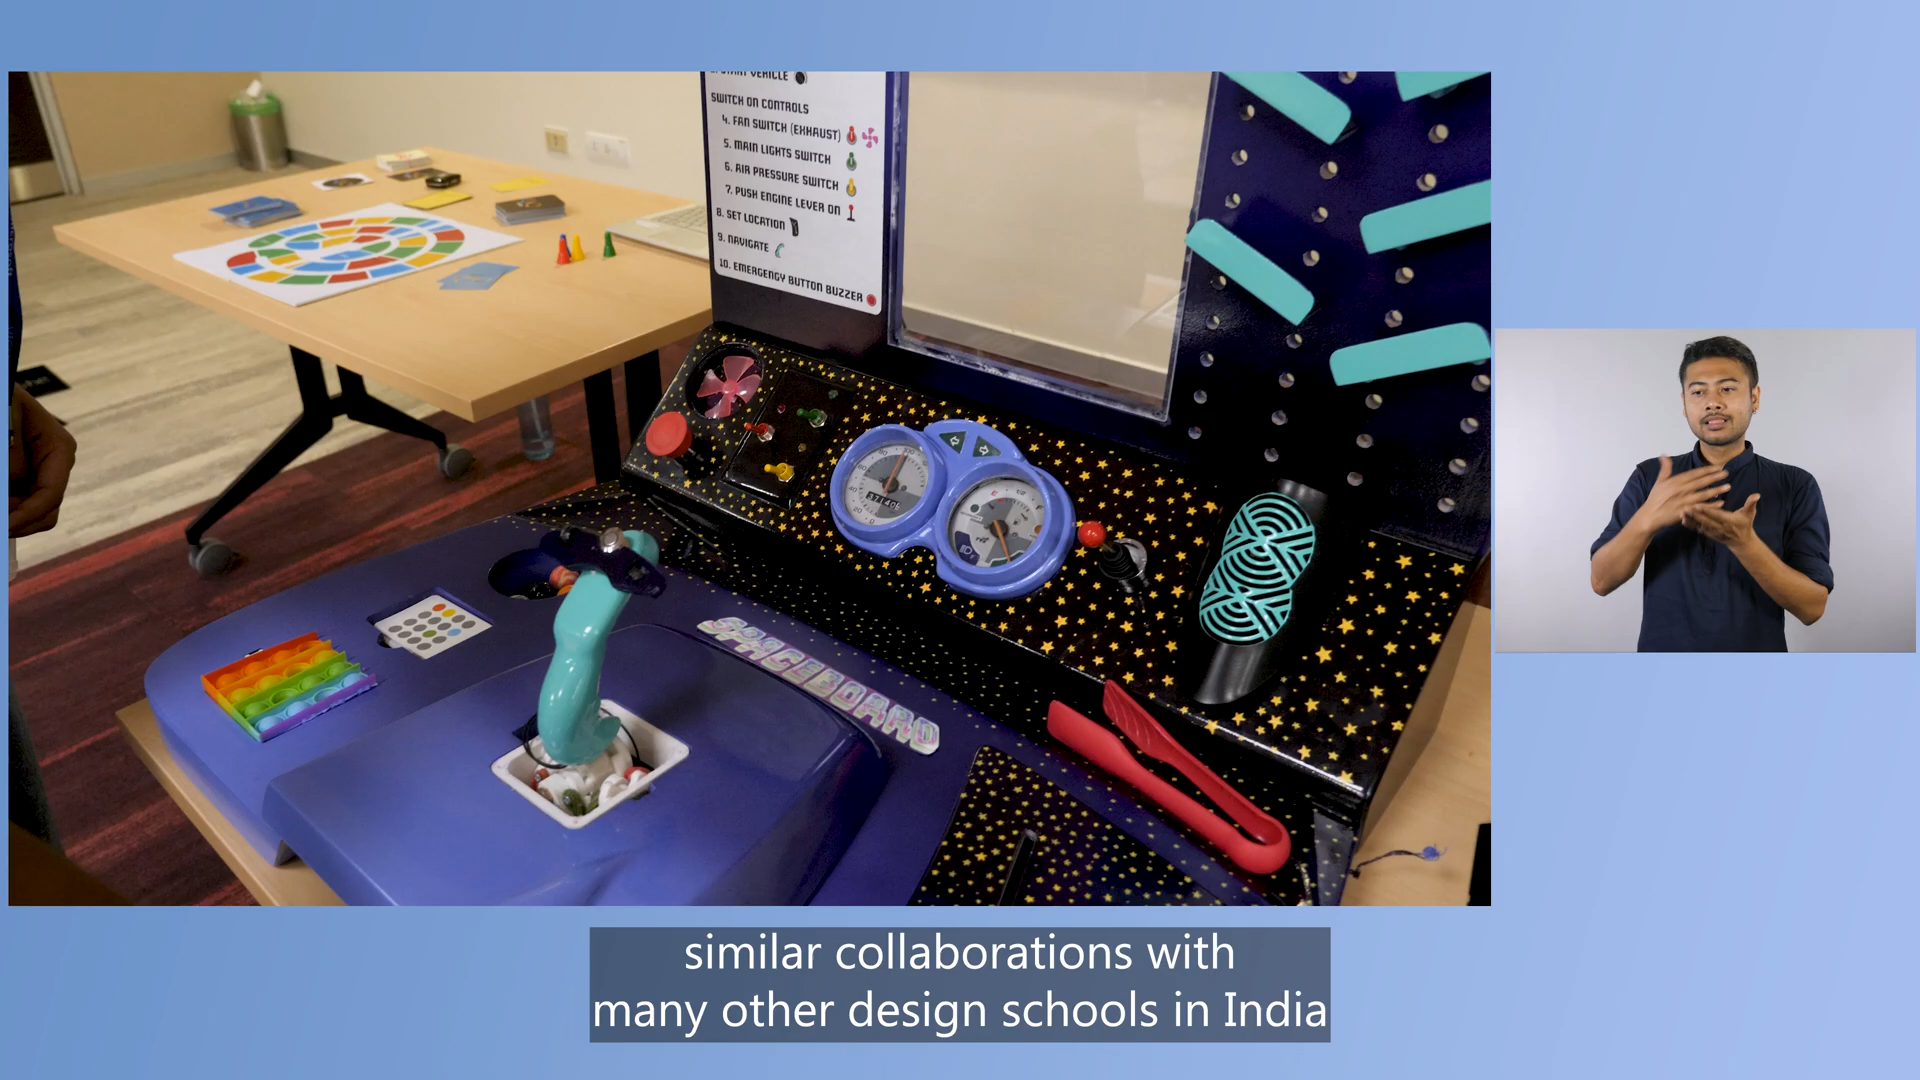 START VEHICLE
SWITCH ON CONTROLS
4. FAN SWITCH (EXHAUST)
5. MAIN LIGHTS SWITCH
6. AIR PRESSURE SWITCH
7. PUSH ENGINE LEVER ON
8. SET LOCATION
9. NAVIGATE
10. EMERGENCY BUTTON BUZZER
SPACEBOARD
similar collaborations with
many other design schools in India